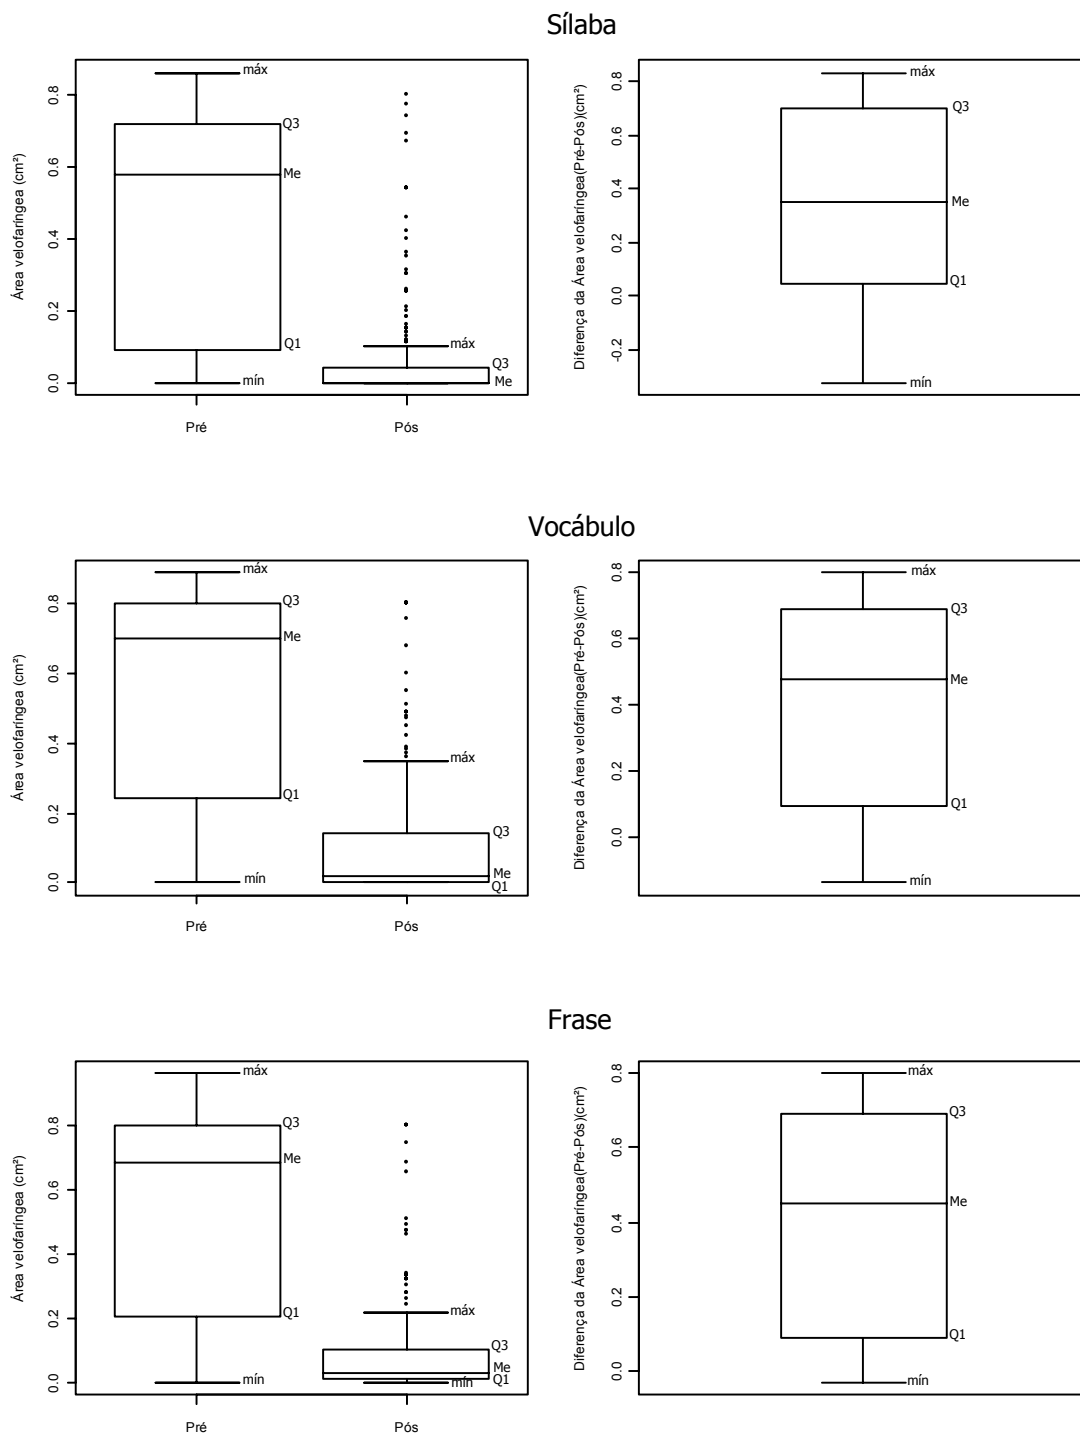 Sílaba
Área velofaríngea (cm²)
0.8
0.6
0.4
0.2
0.0
máx
Q3
Me
Q1
mín
máx
Q3
Me
Pré
Pós
Diferença da Área velofaríngea(Pré-Pós)(cm²)
0.8
0.6
0.4
0.2
0.0
-0.2
máx
Q3
Me
Q1
mín
Vocábulo
Área velofaríngea (cm²)
0.8
0.6
0.4
0.2
0.0
máx
Q3
Me
Q1
mín
máx
Q3
Me
Q1
Pré
Pós
Diferença da Área velofaríngea(Pré-Pós)(cm²)
0.8
0.6
0.4
0.2
0.0
máx
Q3
Me
Q1
mín
Frase
Área velofaríngea (cm²)
0.8
0.6
0.4
0.2
0.0
máx
Q3
Me
Q1
mín
máx
Q3
Me
Q1
mín
Pré
Pós
Diferença da Área velofaríngea(Pré-Pós)(cm²)
0.8
0.6
0.4
0.2
0.0
máx
Q3
Me
Q1
mín